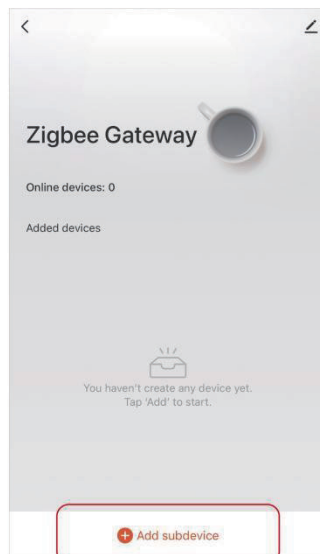 Zigbee Gateway
Online devices: 0
Added devices
You haven't create any device yet.
Tap 'Add' to start.
Add subdevice